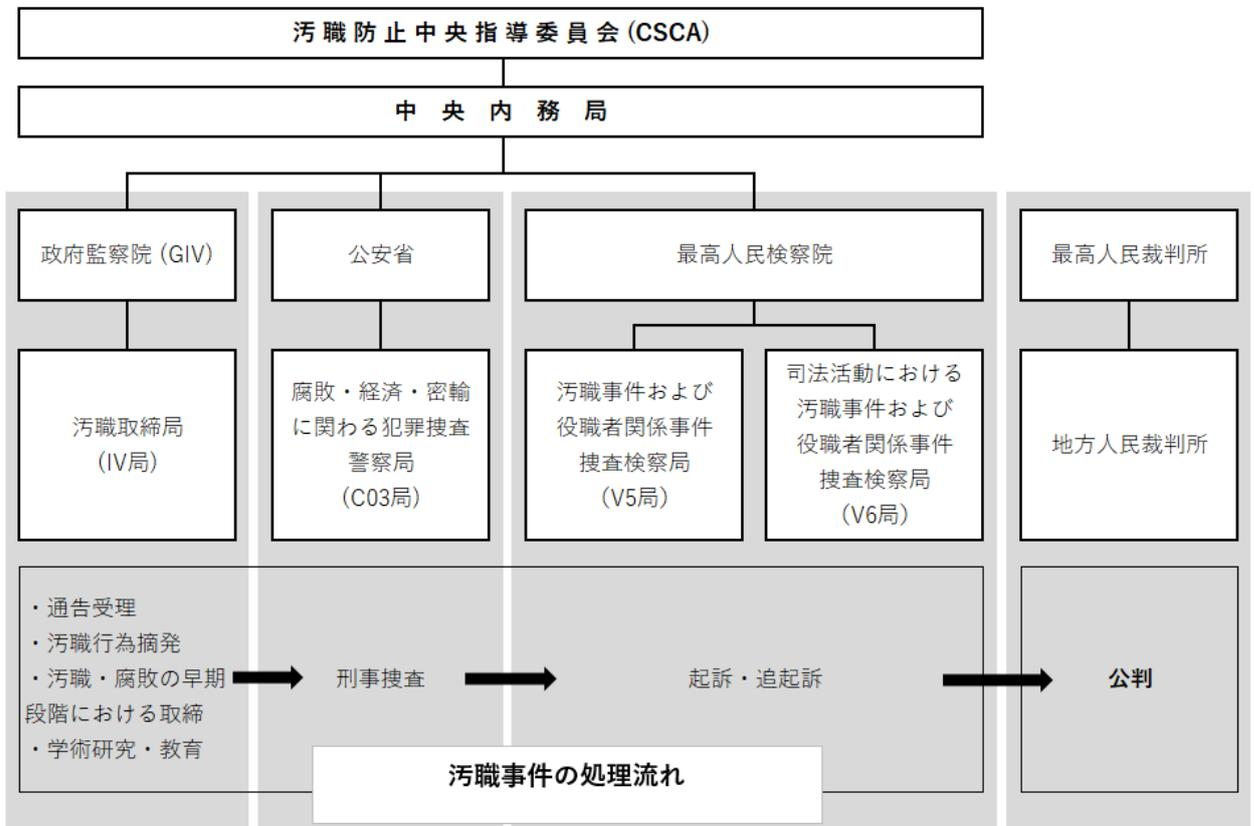 汚職防止中央指導委員会 (CSCA)
中央内務局
政府監察院 (GIV)
公安省
最高人民検察院
最高人民裁判所
汚職取締局
(IV局)
腐敗・経済・密輸
に関わる犯罪捜査
警察局
(C03局)
汚職事件および
役職者関係事件
捜査検察局
(V5局)
司法活動における
汚職事件および
役職者関係事件
捜査検察局
(V6局)
地方人民裁判所
・通告受理
・汚職行為摘発
・汚職・腐敗の早期
段階における取締
・学術研究・教育
刑事捜査
起訴・追起訴
公判
汚職事件の処理流れ